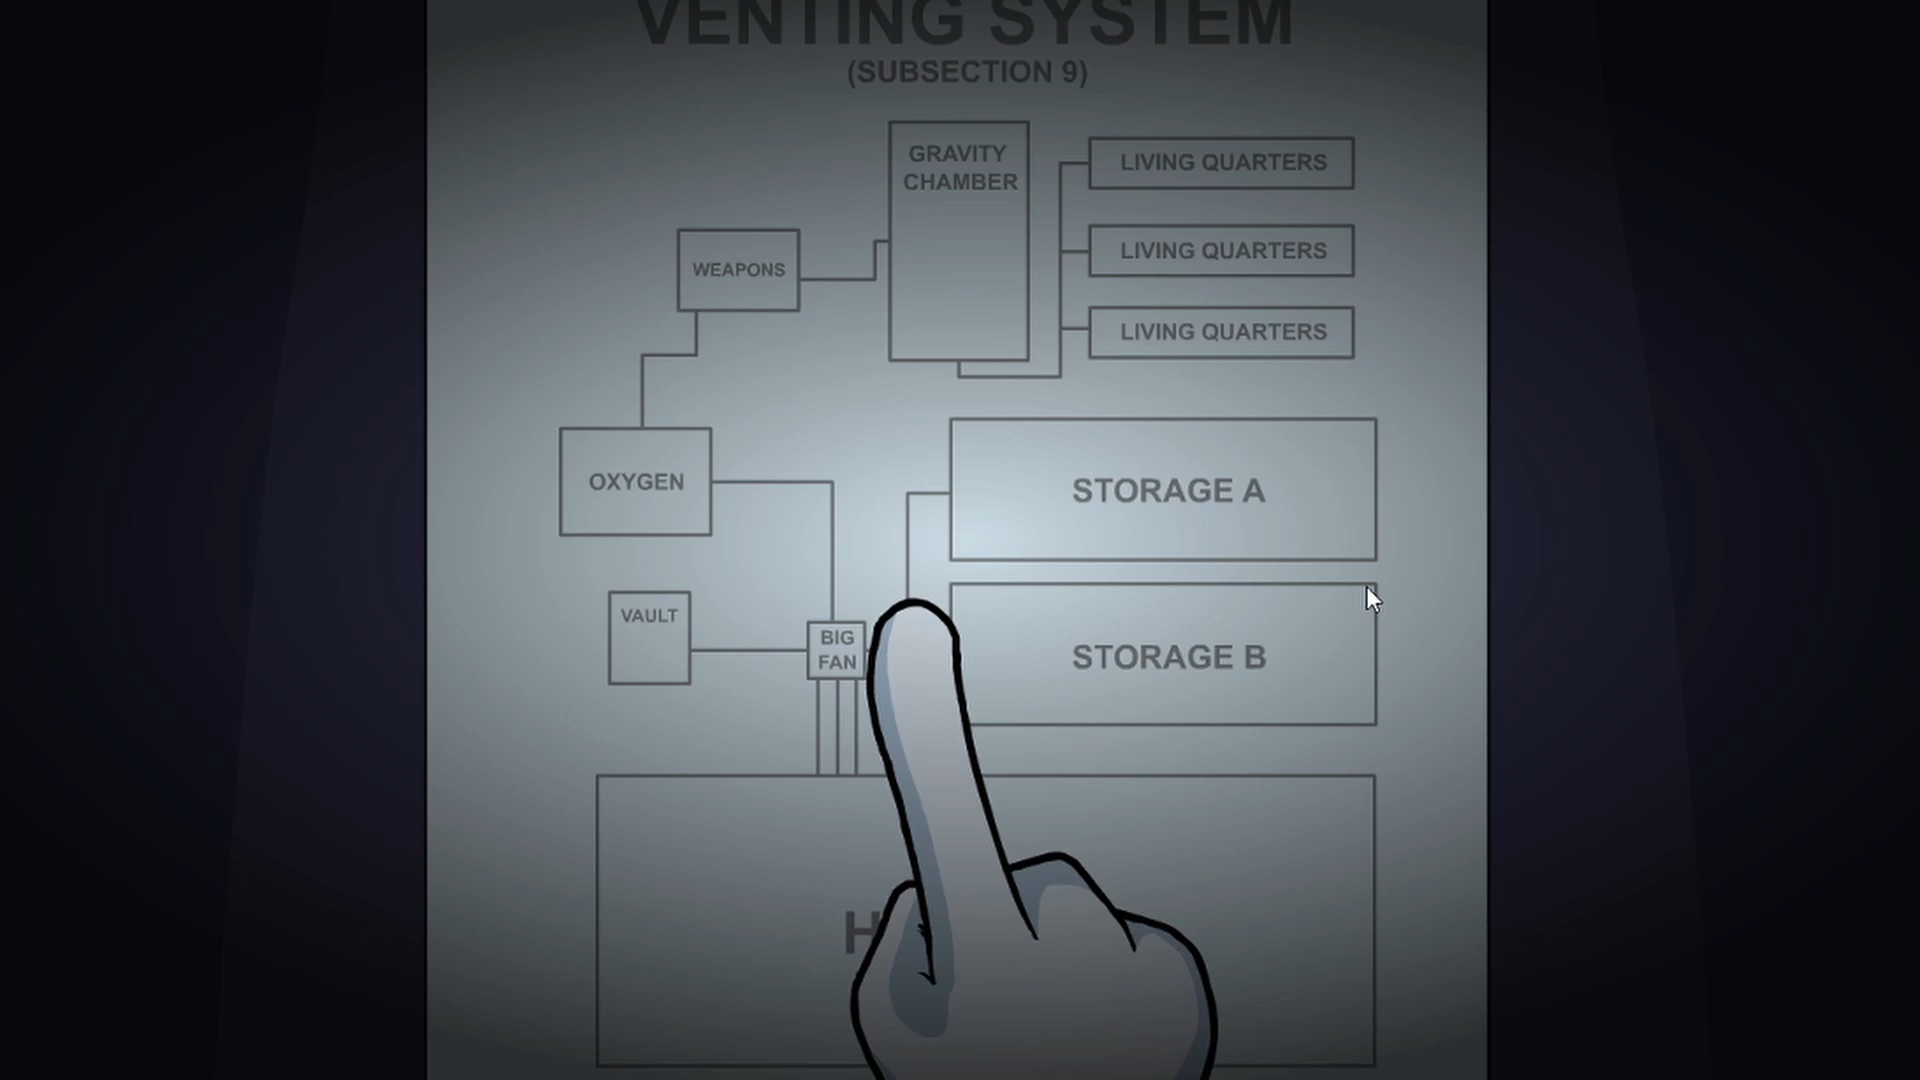 VENTING SYSTEM
(SUBSECTION 9)
GRAVITY
CHAMBER
LIVING QUARTERS
LIVING QUARTERS
LIVING QUARTERS
WEAPONS
OXYGEN
STORAGE A
VAULT
BIG
FAN
STORAGE B
H